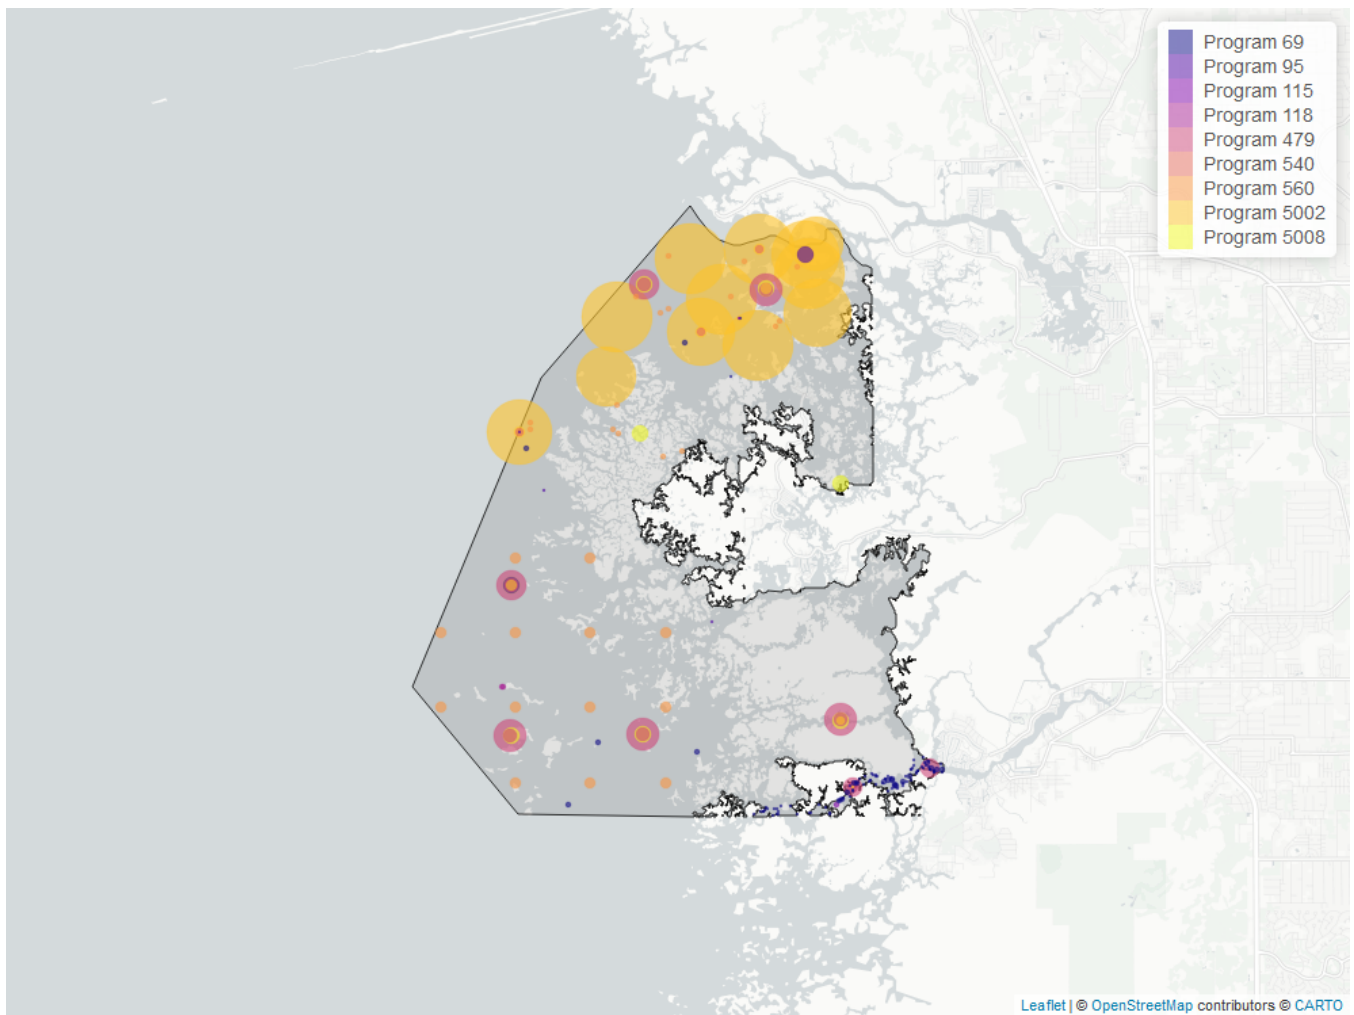 Program 69
Program 95
Program 115
Program 118
Program 479
Program 540
Program 560
Program 5002
Program 5008
Leaflet | © OpenStreetMap contributors © CARTO